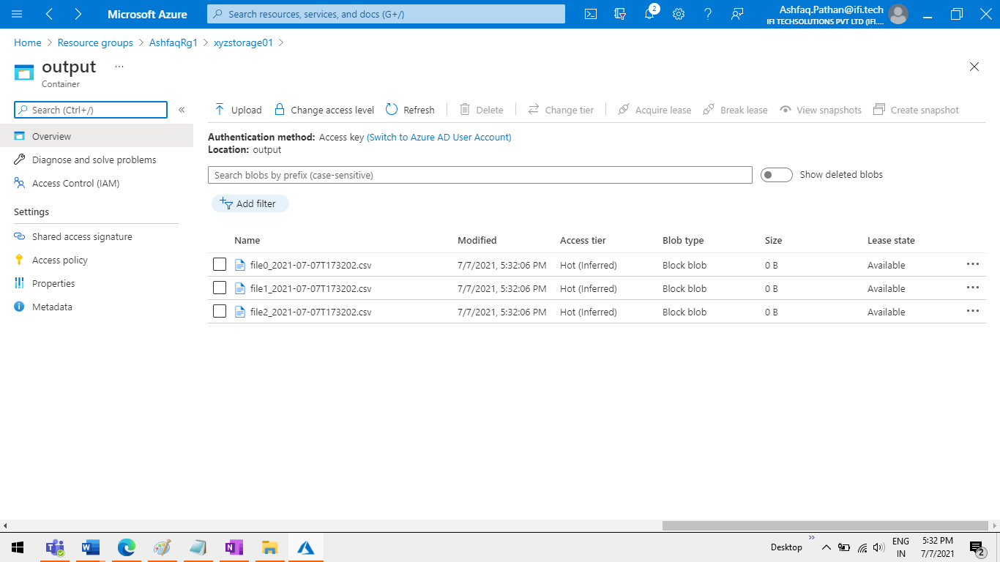 Microsoft Azure
Search resources, services, and docs (G+/)
2
Ashfaq.Pathan@ifi.tech
IFI TECHSOLUTIONS PVT LTD (IFI....
Home > Resource groups > AshfaqRg1 > xyzstorage01 >
output ...
Container
Search (Ctrl+/) «
Upload Change access level Refresh Delete Change tier Acquire lease Break lease View snapshots Create snapshot
Overview
Diagnose and solve problems
Access Control (IAM)
Settings
Shared access signature
Access policy
Properties
Metadata
Authentication method: Access key (Switch to Azure AD User Account)
Location: output
Search blobs by prefix (case-sensitive) Show deleted blobs
Add filter
Name Modified Access tier Blob type Size Lease state
file0_2021-07-07T173202.csv 7/7/2021, 5:32:06 PM Hot (Inferred) Block blob 0 B Available ...
file1_2021-07-07T173202.csv 7/7/2021, 5:32:06 PM Hot (Inferred) Block blob 0 B Available ...
file2_2021-07-07T173202.csv 7/7/2021, 5:32:06 PM Hot (Inferred) Block blob 0 B Available ...
Desktop » ENG 5:32 PM
IN 7/7/2021 2